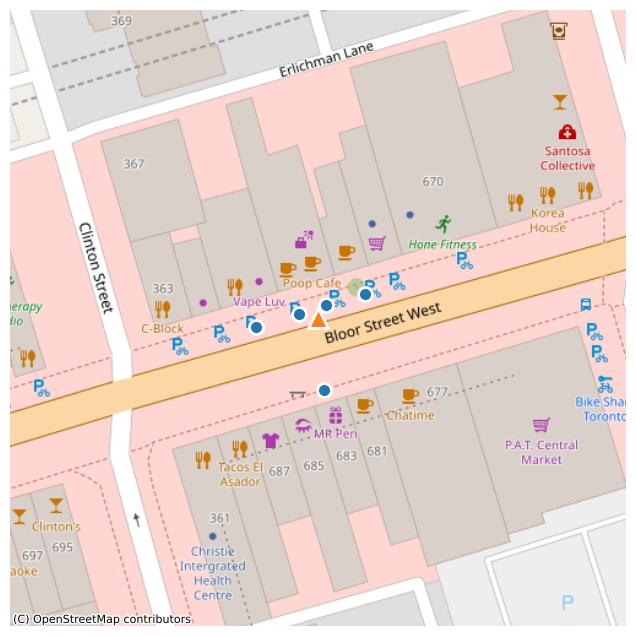 369
Erlichman Lane
367
Santosa
Collective
670
Korea
House
Clinton Street
Hone Fitness
363
Poop Cafe
Vape Luv
C-Block
Bloor Street West
erapy
dio
677
Chatime
MR Pen
Bike Sha
Toronto
P.A.T. Central
Market
681
683
685
687
Tacos El
Asador
361
Clinton's
697
695
aoke
Christie
Intergrated
Health
Centre
P
(C) OpenStreetMap contributors